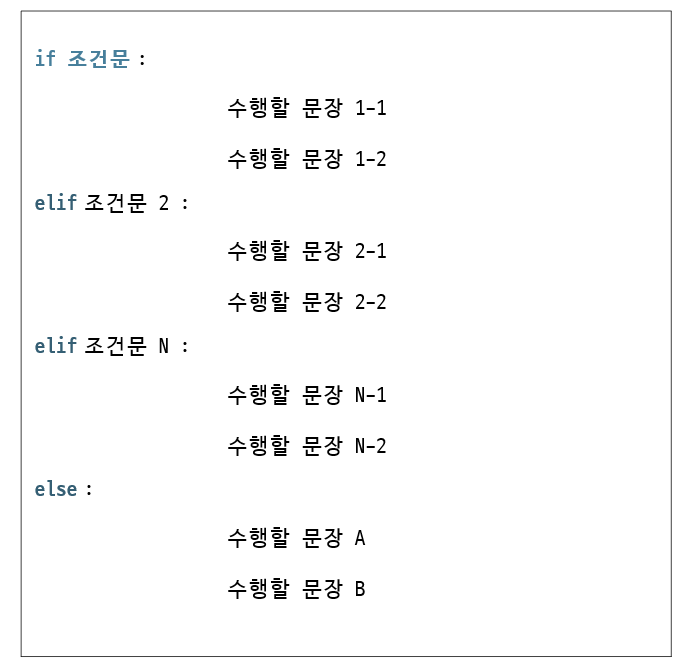 if 조건문 :
수행할 문장 1-1
수행할 문장 1-2
elif 조건문 2 :
수행할 문장 2-1
수행할 문장 2-2
elif 조건문 N :
수행할 문장 N-1
수행할 문장 N-2
else :
수행할 문장 A
수행할 문장 B